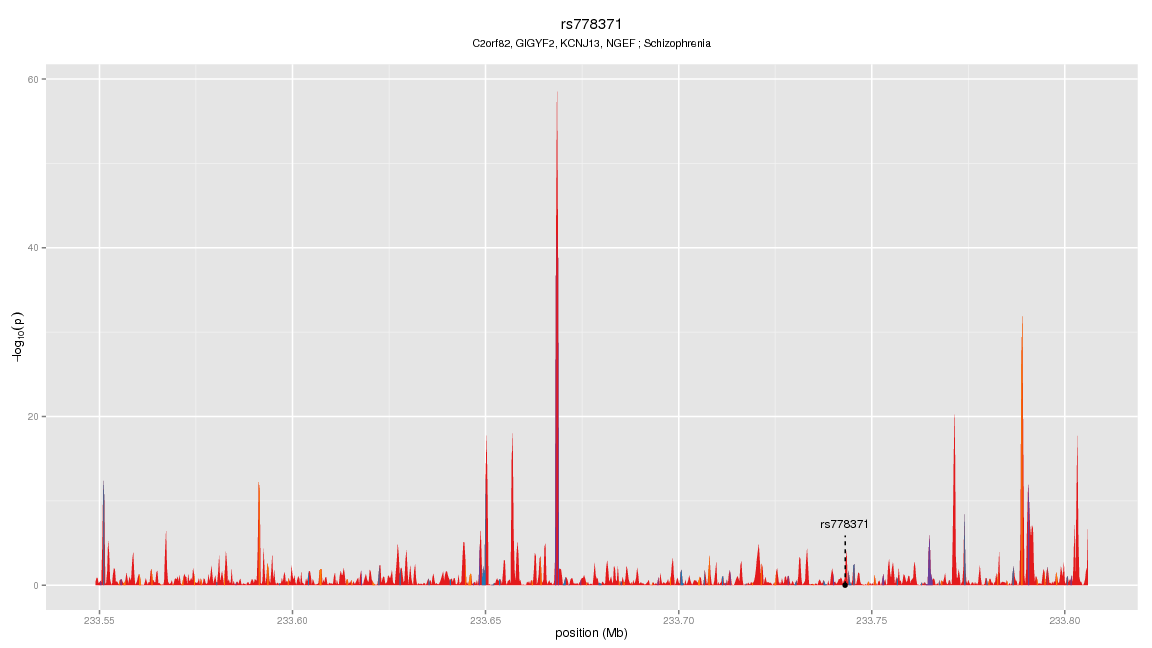 rs778371
C2orf82, GIGYF2, KCNJ13, NGEF ; Schizophrenia
60
40
20
0
−log10(p)
rs778371
233.55 233.60 233.65 233.70 233.75 233.80
position (Mb)